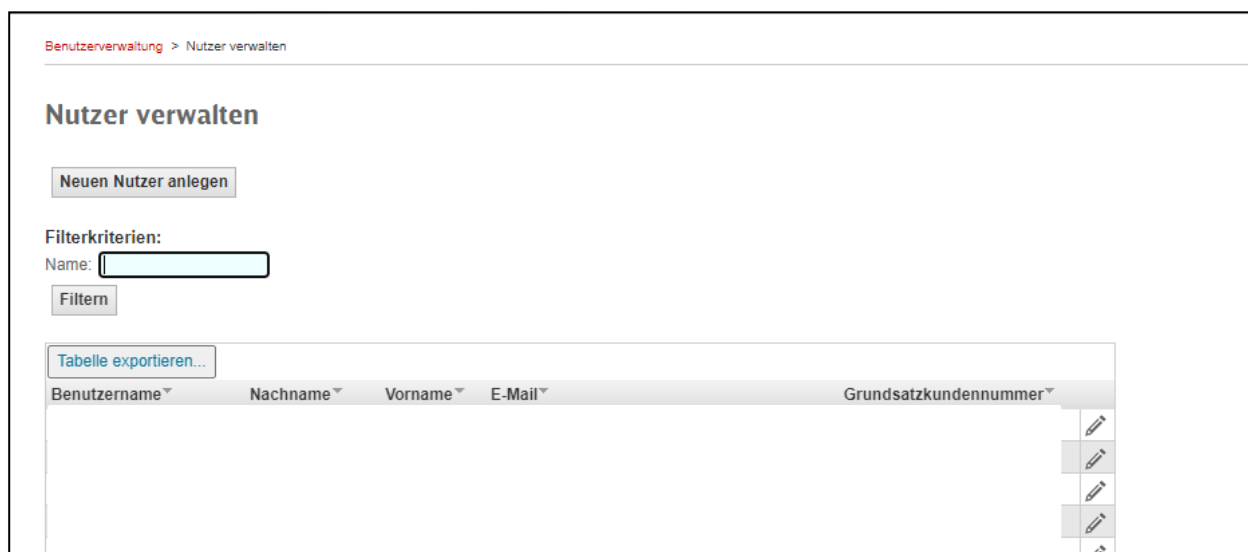 Benutzerverwaltung > Nutzer verwalten
Nutzer verwalten
Neuen Nutzer anlegen
Filterkriterien:
Name:
Filtern
Tabelle exportieren...
Benutzername Nachname Vorname E-Mail Grundsatzkundennummer